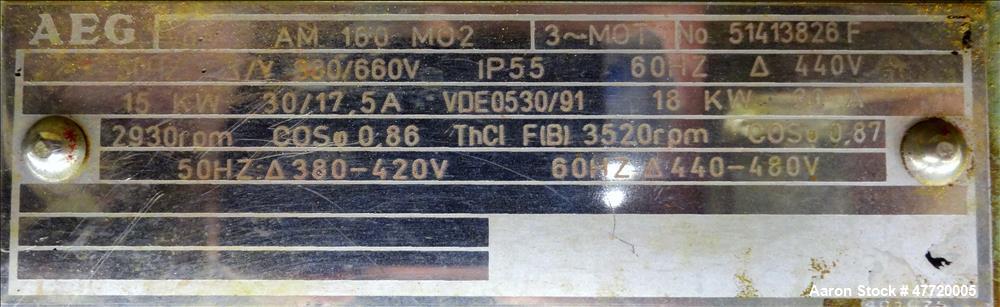 AEG AM 160 MO2 3~MOT No 51413826 F
Δ/Y 380/660V IP55 60HZ Δ 440V
15 KW 30/17,5A VDE0530/91 18 KW A
2930rpm COSφ 0,86 ThCl F(B) 3520rpm COSφ 0,87
50HZ Δ 380-420V 60HZ Δ 440-480V
Aaron Stock # 47720005